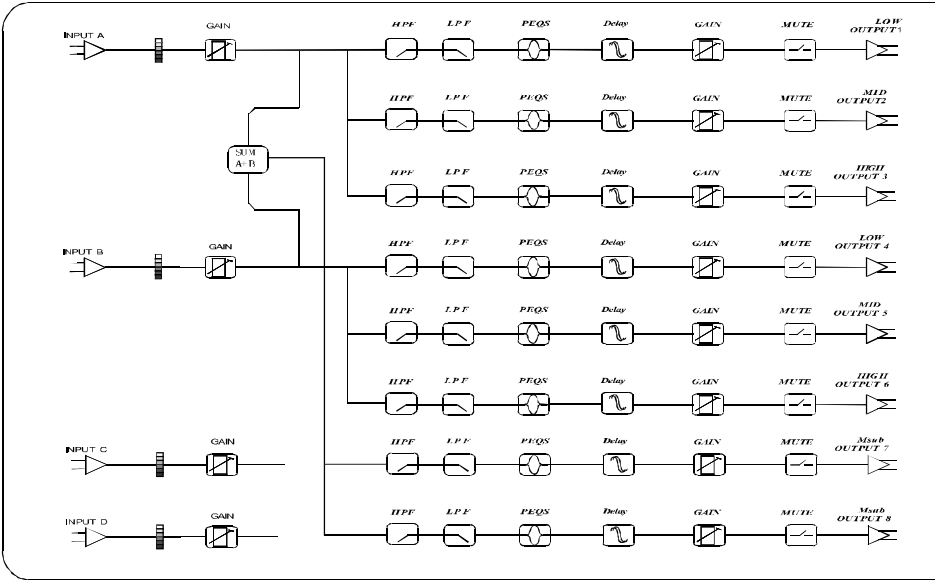 INPUT A
GAIN
HPF LPF PEQS Delay GAIN MUTE LOW
OUTPUT 1
HPF LPF PEQS Delay GAIN MUTE MID
OUTPUT2
SUM
A+B
HPF LPF PEQS Delay GAIN MUTE HIGH
OUTPUT 3
INPUT B
GAIN
HPF LPF PEQS Delay GAIN MUTE LOW
OUTPUT 4
HPF LPF PEQS Delay GAIN MUTE MID
OUTPUT 5
HPF LPF PEQS Delay GAIN MUTE HIGH
OUTPUT 6
INPUT C
GAIN
HPF LPF PEQS Delay GAIN MUTE Msub
OUTPUT 7
INPUT D
GAIN
HPF LPF PEQS Delay GAIN MUTE Msub
OUTPUT 8